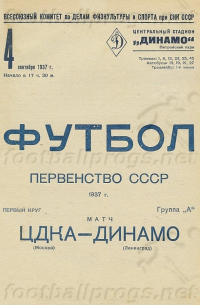 ВСЕСОЮЗНЫЙ КОМИТЕТ по ДЕЛАМ ФИЗКУЛЬТУРЫ и СПОРТА при СНК СССР
4
сентября 1937 г.
Начало в 17 ч. 30 м.
ЦЕНТРАЛЬНЫЙ СТАДИОН
"ДИНАМО"
Петровский парк
ФУТБОЛ
ПЕРВЕНСТВО СССР
1937 г.
ПЕРВЫЙ КРУГ
Группа „А“
МАТЧ
ЦДКА–ДИНАМО
(Москва)
(Ленинград)